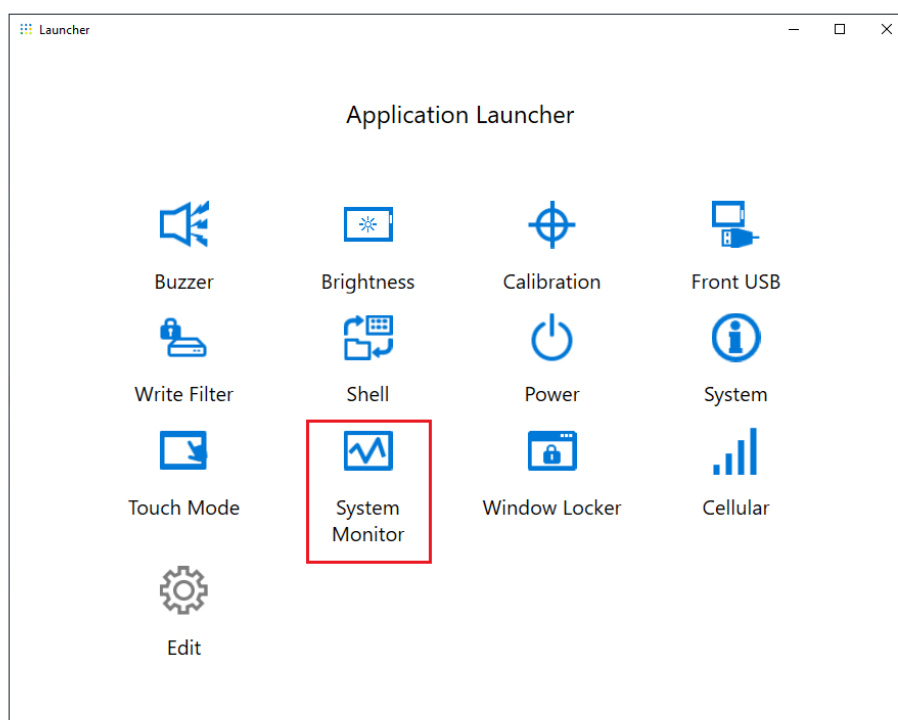 Launcher
Application Launcher
Buzzer
Brightness
Calibration
Front USB
Write Filter
Shell
Power
System
Touch Mode
System
Monitor
Window Locker
Cellular
Edit